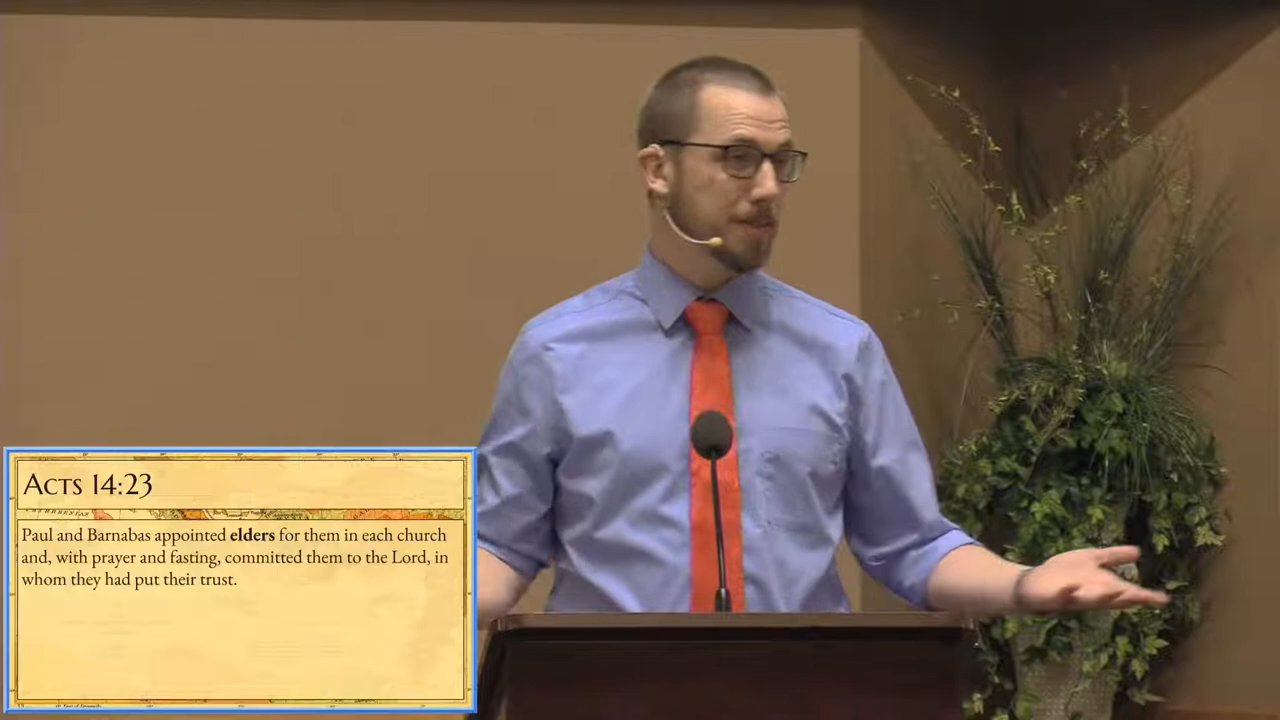 Acts 14:23
Paul and Barnabas appointed elders for them in each church
and, with prayer and fasting, committed them to the Lord, in
whom they had put their trust.